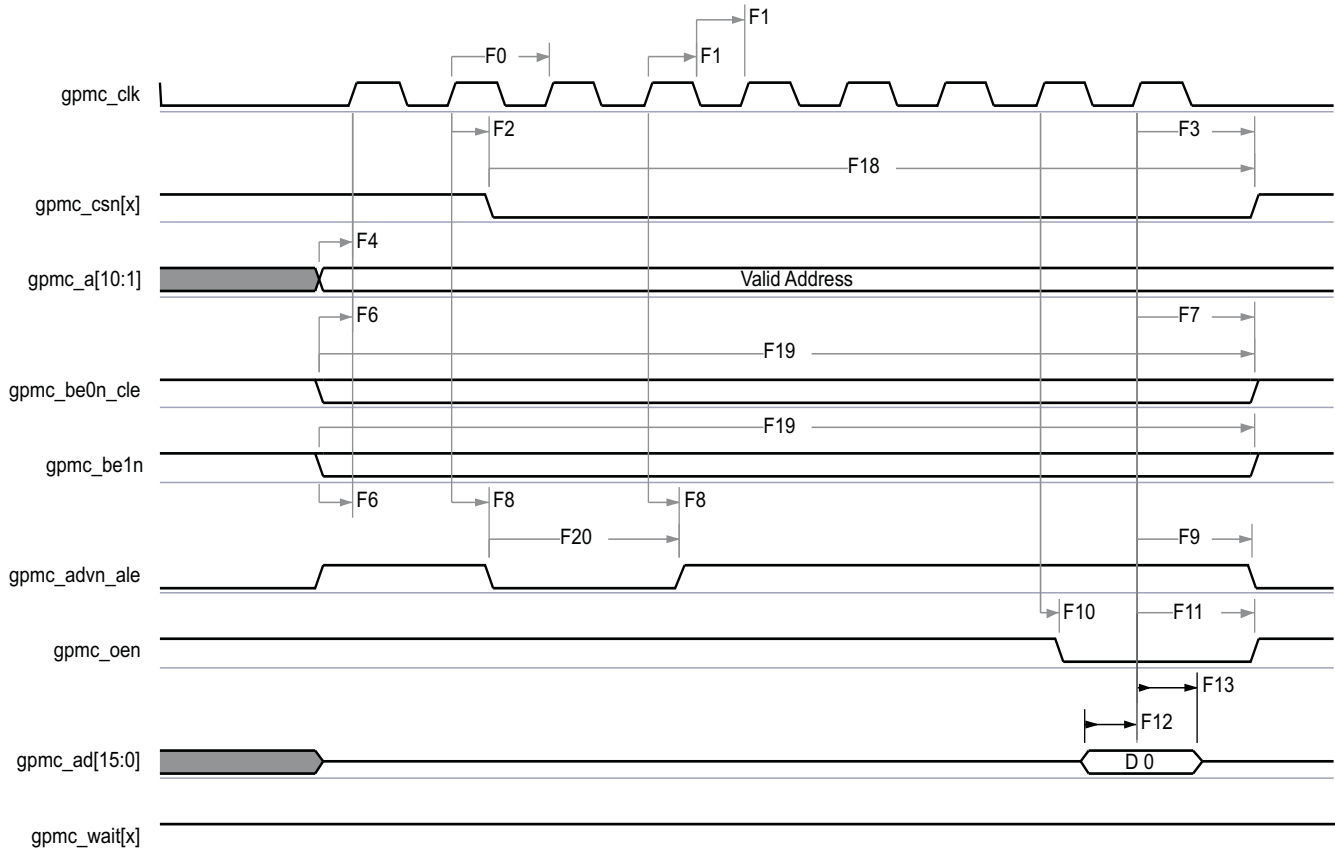 F1
F0
F1
gpmc_clk
F2
F3
F18
gpmc_csn[x]
F4
gpmc_a[10:1]
Valid Address
F6
F7
F19
gpmc_be0n_cle
F19
gpmc_be1n
F6
F8
F8
F20
F9
gpmc_advn_ale
F10
F11
gpmc_oen
F13
F12
gpmc_ad[15:0]
D 0
gpmc_wait[x]